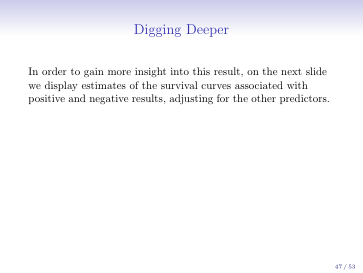 Digging Deeper
In order to gain more insight into this result, on the next slide
we display estimates of the survival curves associated with
positive and negative results, adjusting for the other predictors.
47 / 53